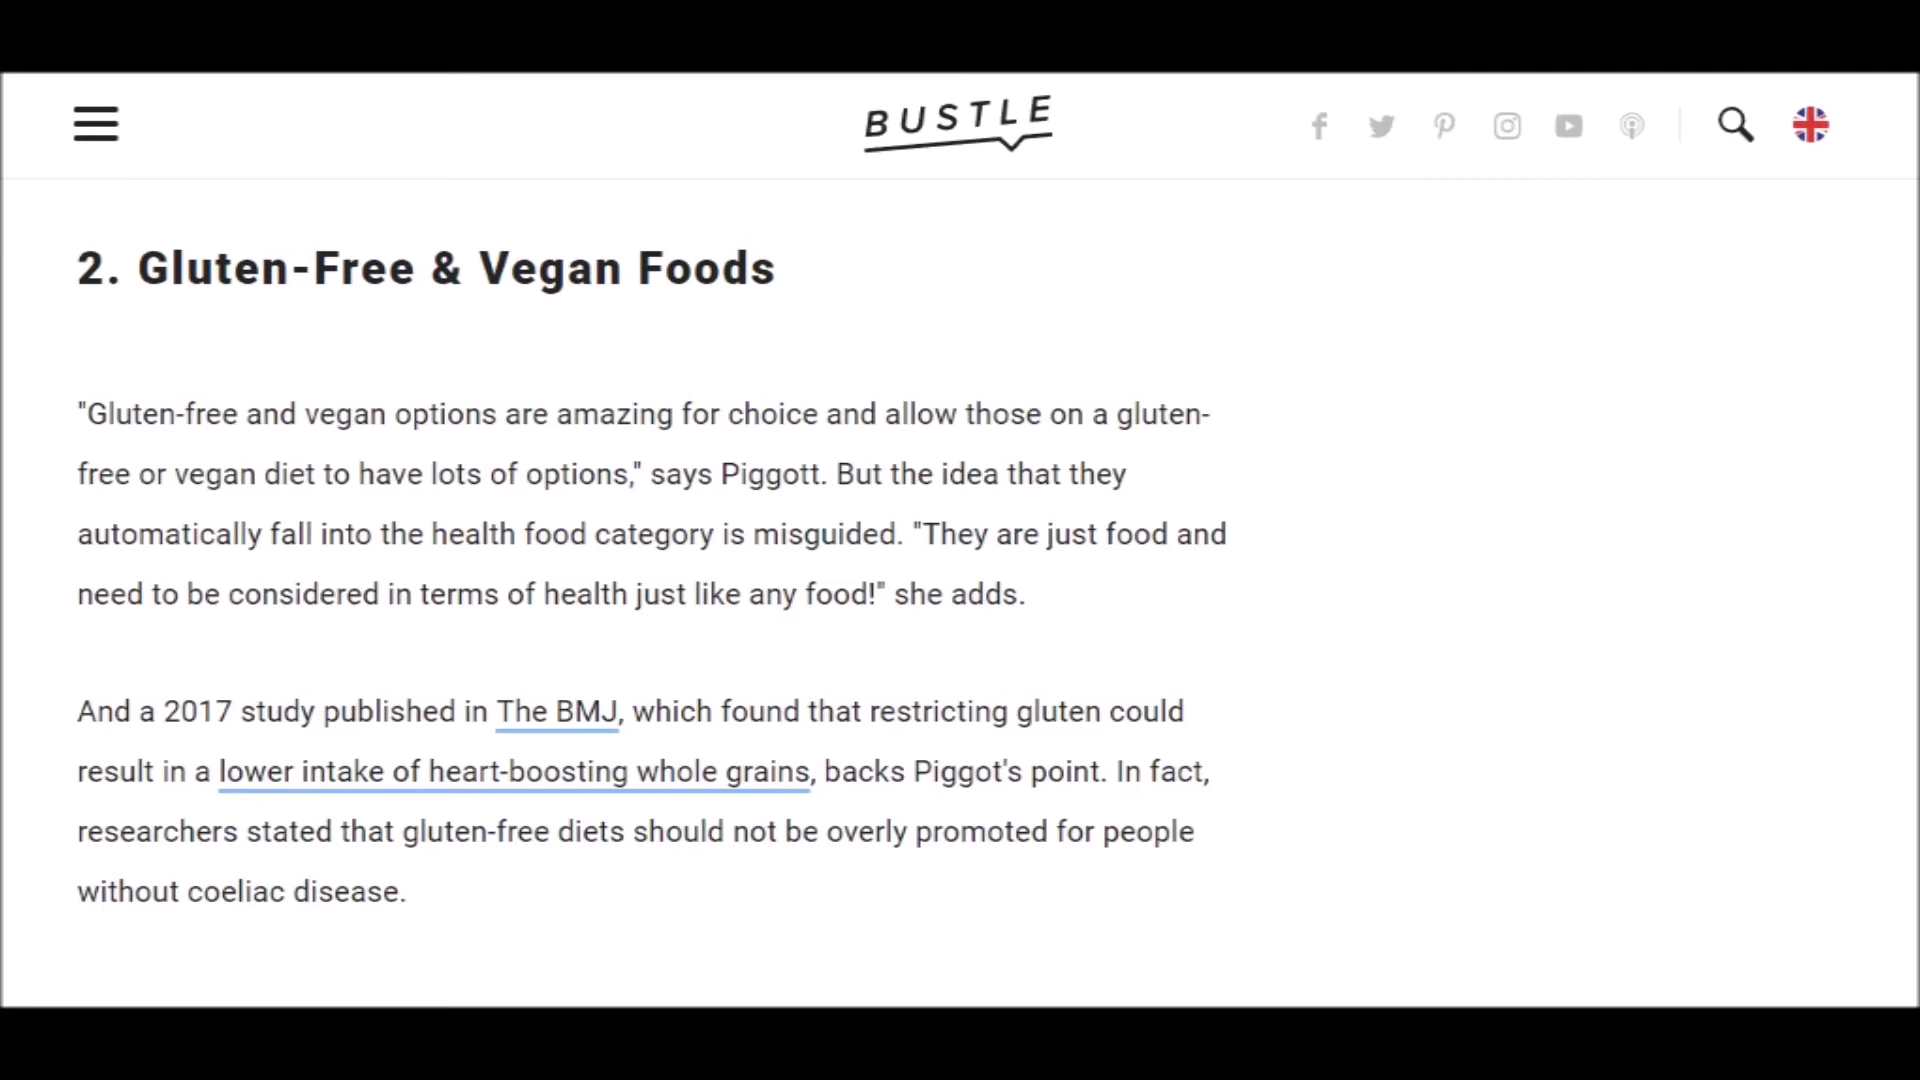 BUSTLE
2. Gluten-Free & Vegan Foods
"Gluten-free and vegan options are amazing for choice and allow those on a gluten-
free or vegan diet to have lots of options," says Piggott. But the idea that they
automatically fall into the health food category is misguided. "They are just food and
need to be considered in terms of health just like any food!" she adds.
And a 2017 study published in The BMJ, which found that restricting gluten could
result in a lower intake of heart-boosting whole grains, backs Piggot's point. In fact,
researchers stated that gluten-free diets should not be overly promoted for people
without coeliac disease.